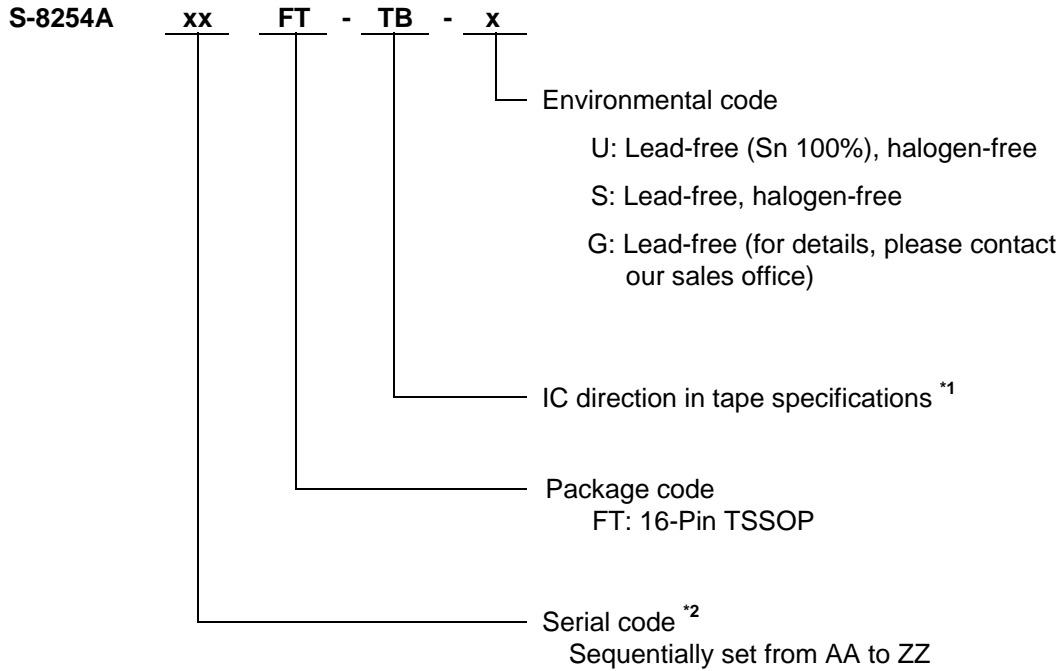 S-8254A xx FT - TB - x
Environmental code
U: Lead-free (Sn 100%), halogen-free
S: Lead-free, halogen-free
G: Lead-free (for details, please contact
our sales office)
IC direction in tape specifications *1
Package code
FT: 16-Pin TSSOP
Serial code *2
Sequentially set from AA to ZZ